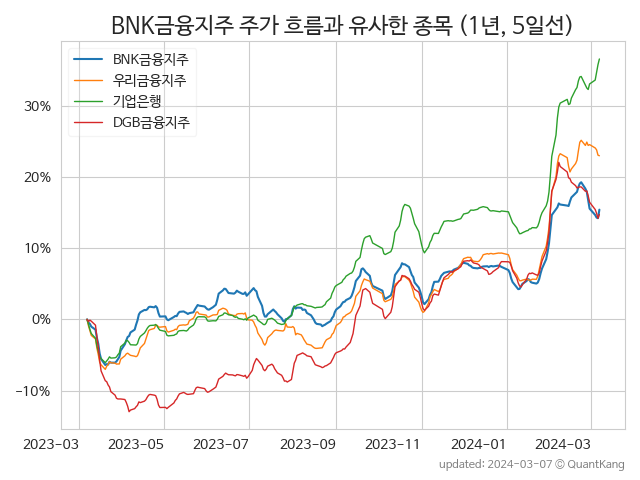 BNK금융지주 주가 흐름과 유사한 종목 (1년, 5일선)
BNK금융지주
우리금융지주
기업은행
DGB금융지주
30%
20%
10%
0%
−10%
2023-03 2023-05 2023-07 2023-09 2023-11 2024-01 2024-03
updated: 2024-03-07 © QuantKang